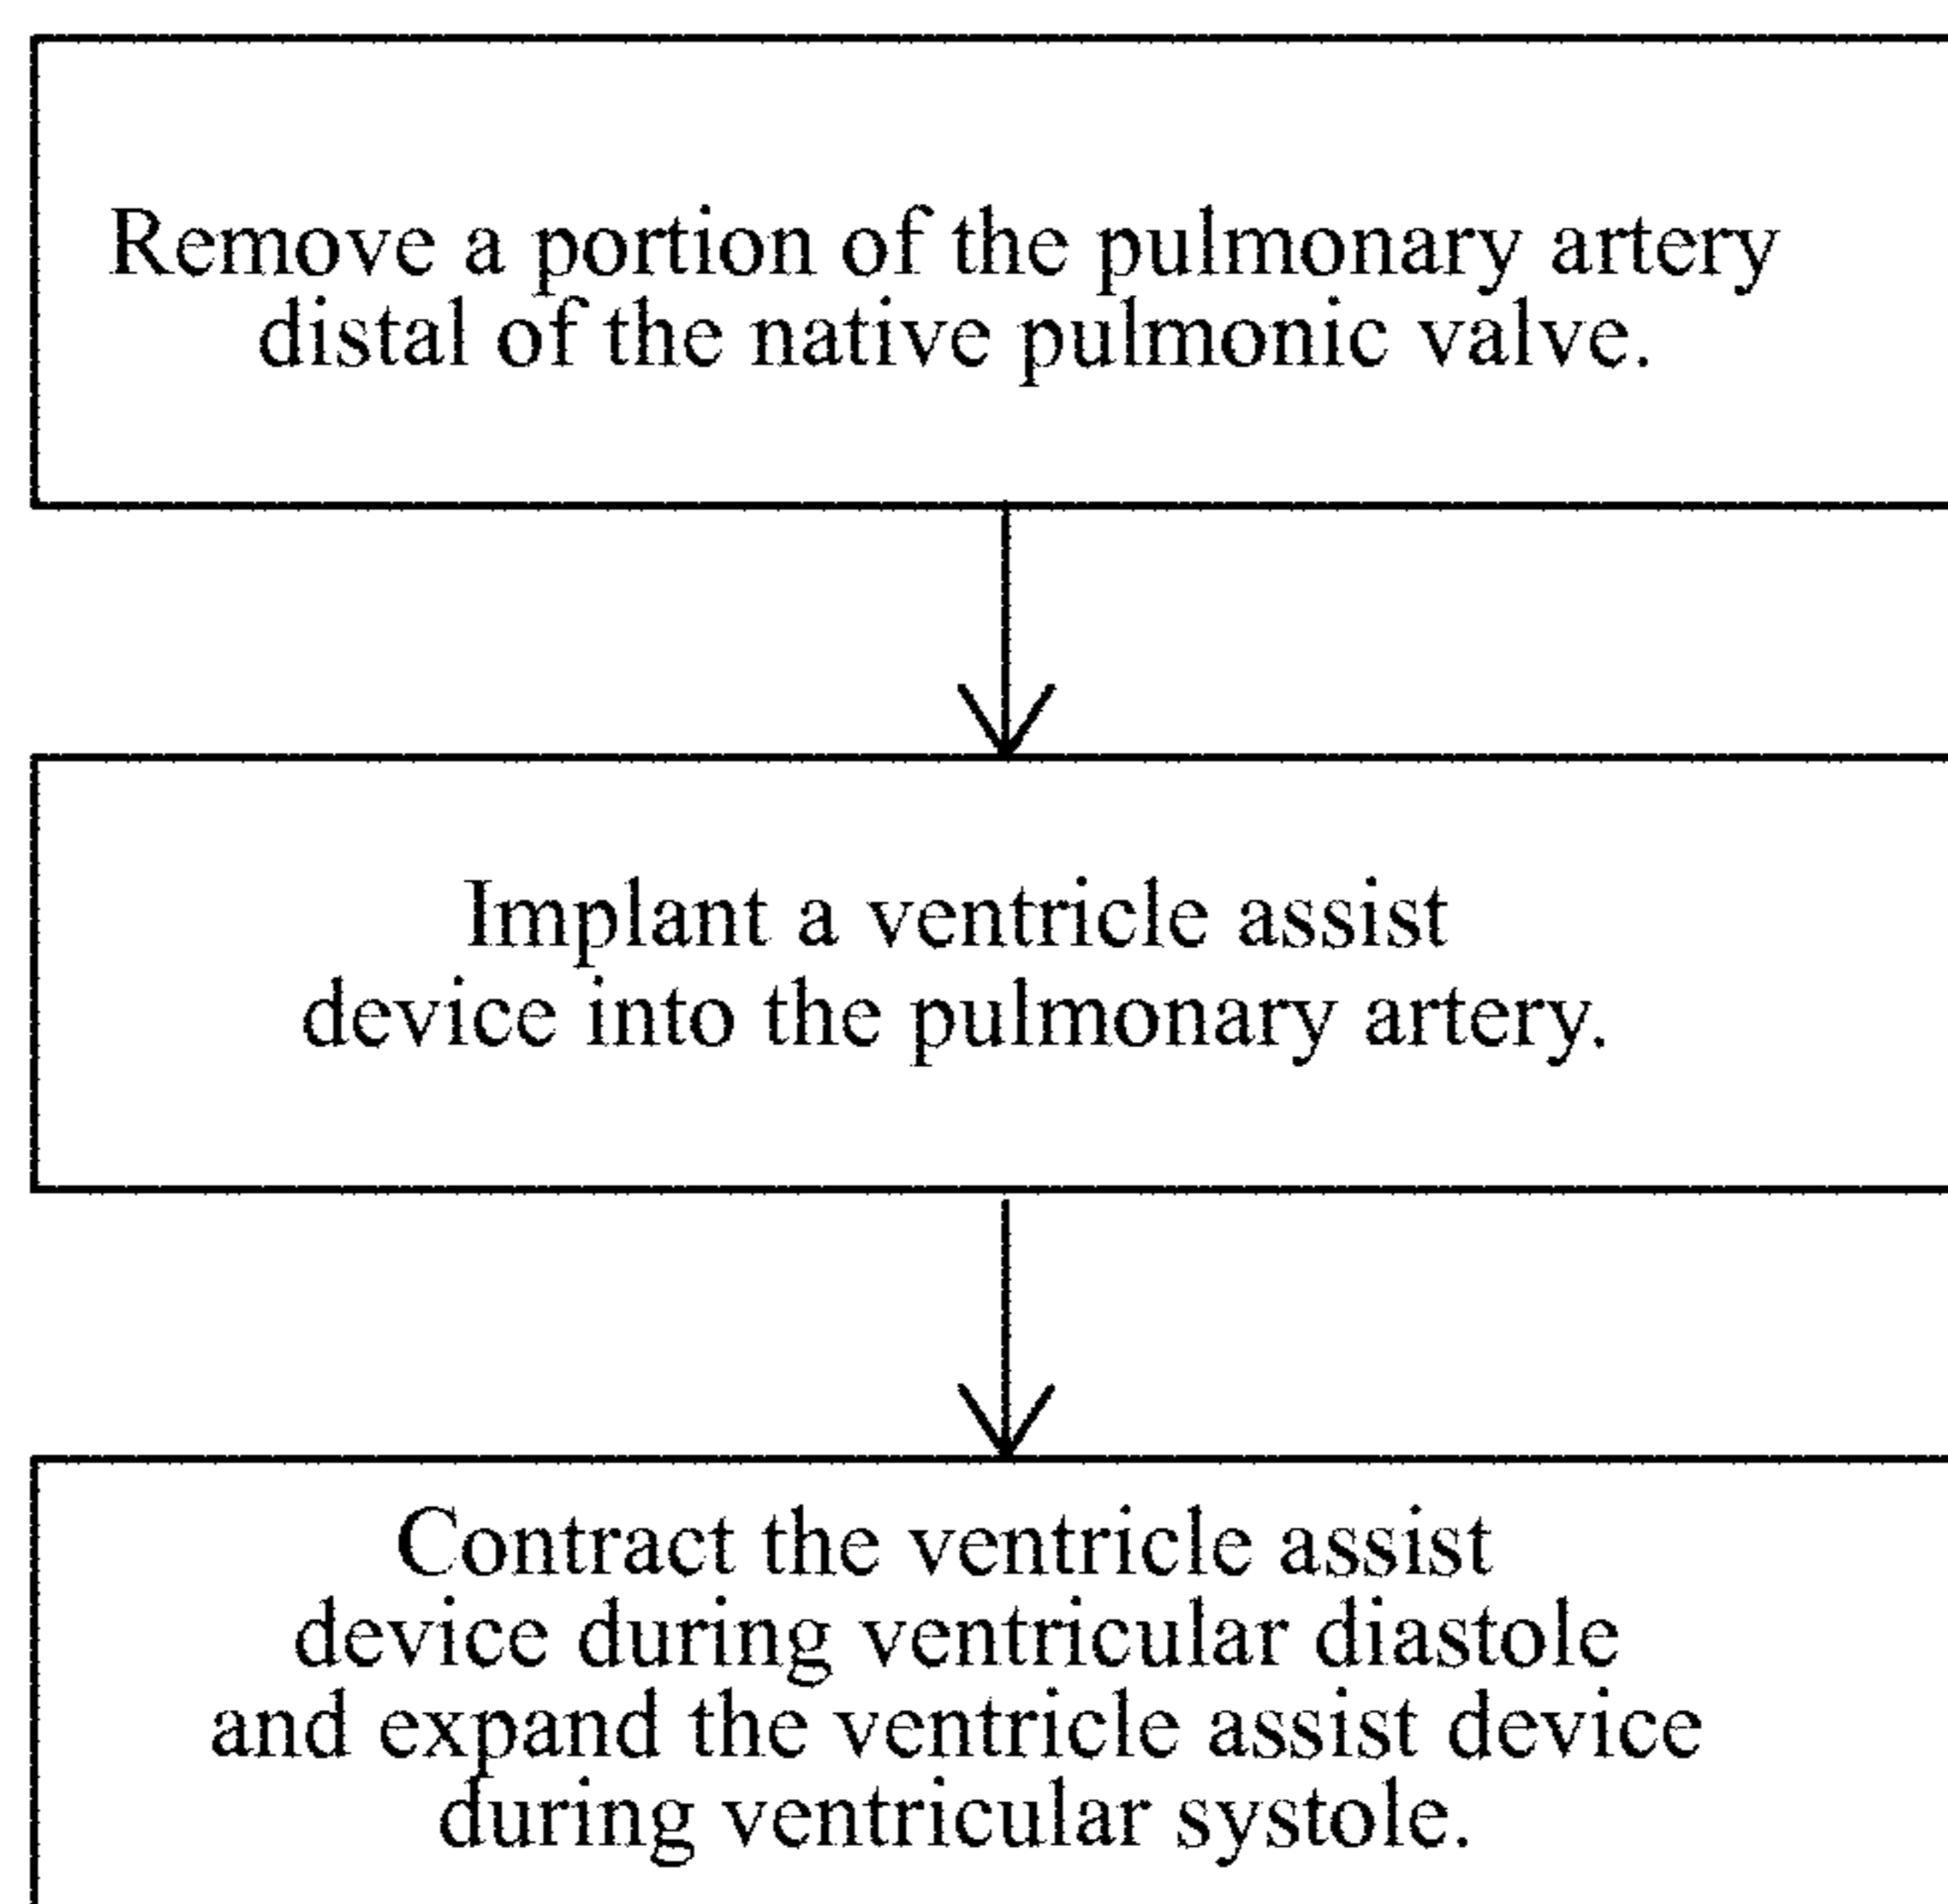 Remove a portion of the pulmonary artery
distal of the native pulmonic valve.
Implant a ventricle assist
device into the pulmonary artery.
Contract the ventricle assist
device during ventricular diastole
and expand the ventricle assist device
during ventricular systole.